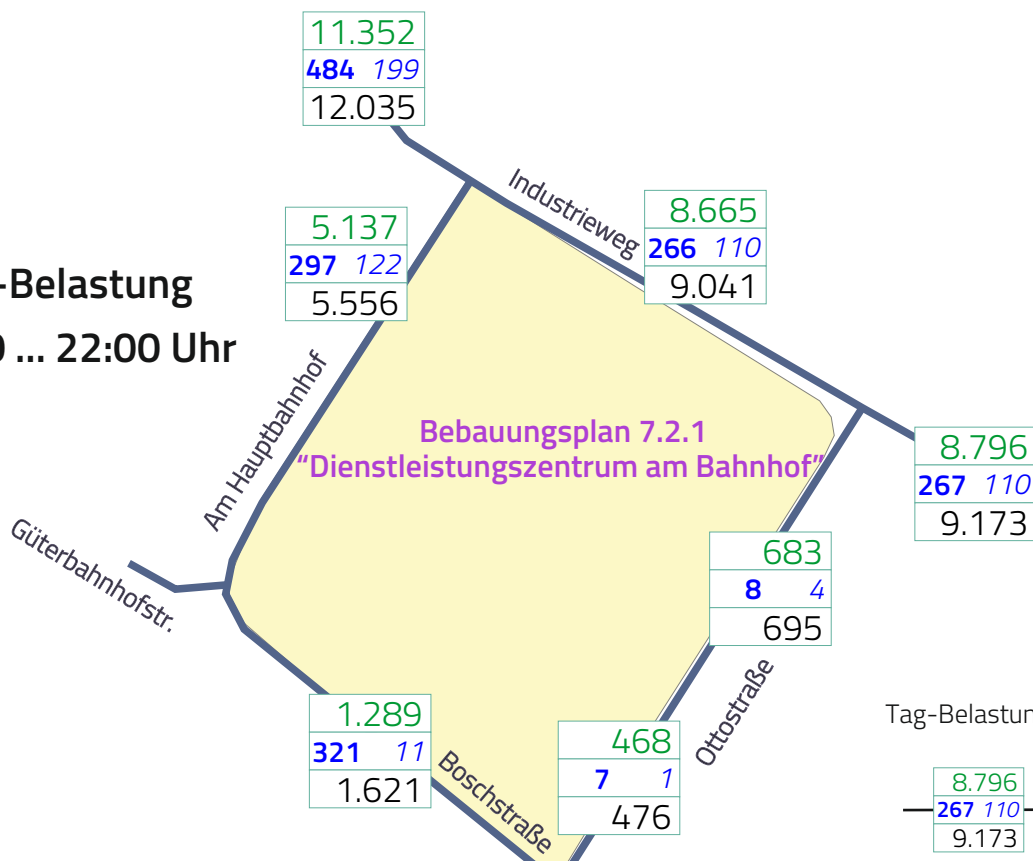 11.352
484 199
12.035
Industrieweg
8.665
266 110
9.041
5.137
297 122
5.556
-Belastung
... 22:00 Uhr
Am Hauptbahnhof
Bebauungsplan 7.2.1
“Dienstleistungszentrum am Bahnhof”
8.796
267 110
9.173
Güterbahnhofstr.
683
8 4
695
Ottostraße
1.289
321 11
1.621
Boschstraße
468
7 1
476
Tag-Belastun
8.796
267 110
9.173